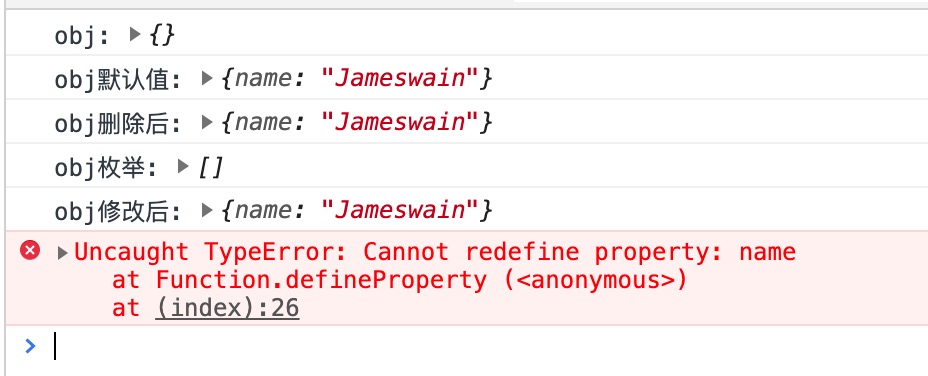 obj: ▶{}
obj默认值: ▶{name: "Jameswain"}
obj删除后: ▶{name: "Jameswain"}
obj枚举: ▶[]
obj修改后: ▶{name: "Jameswain"}
▶Uncaught TypeError: Cannot redefine property: name
at Function.defineProperty (<anonymous>)
at (index):26
>